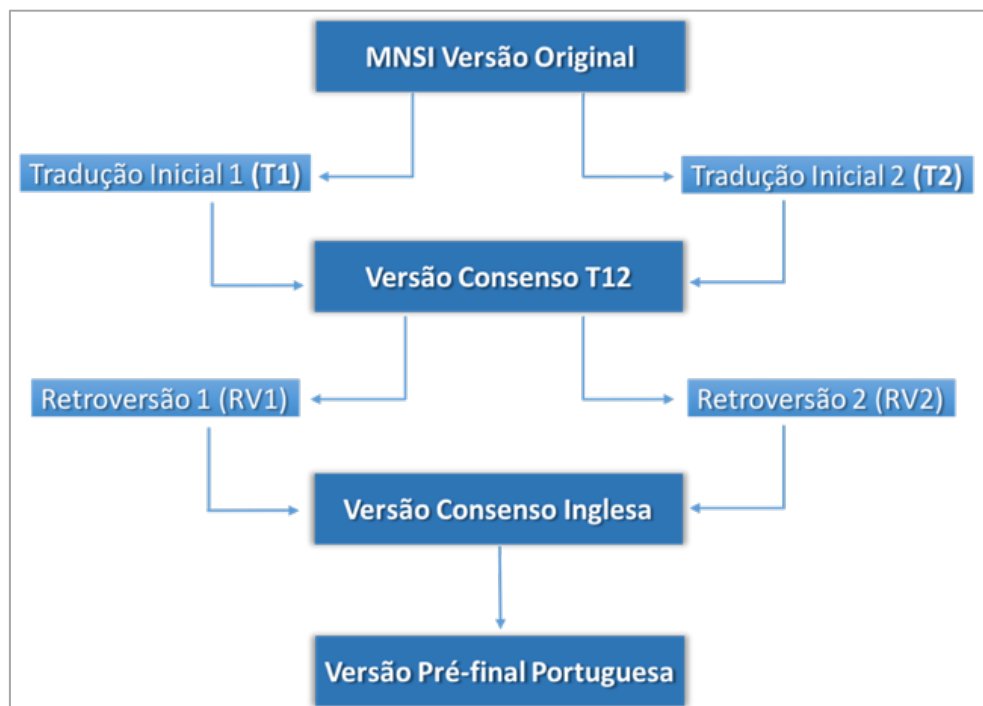 MNSI Versão Original
Tradução Inicial 1 (T1)
Tradução Inicial 2 (T2)
Versão Consenso T12
Retroversão 1 (RV1)
Retroversão 2 (RV2)
Versão Consenso Inglesa
Versão Pré-final Portuguesa